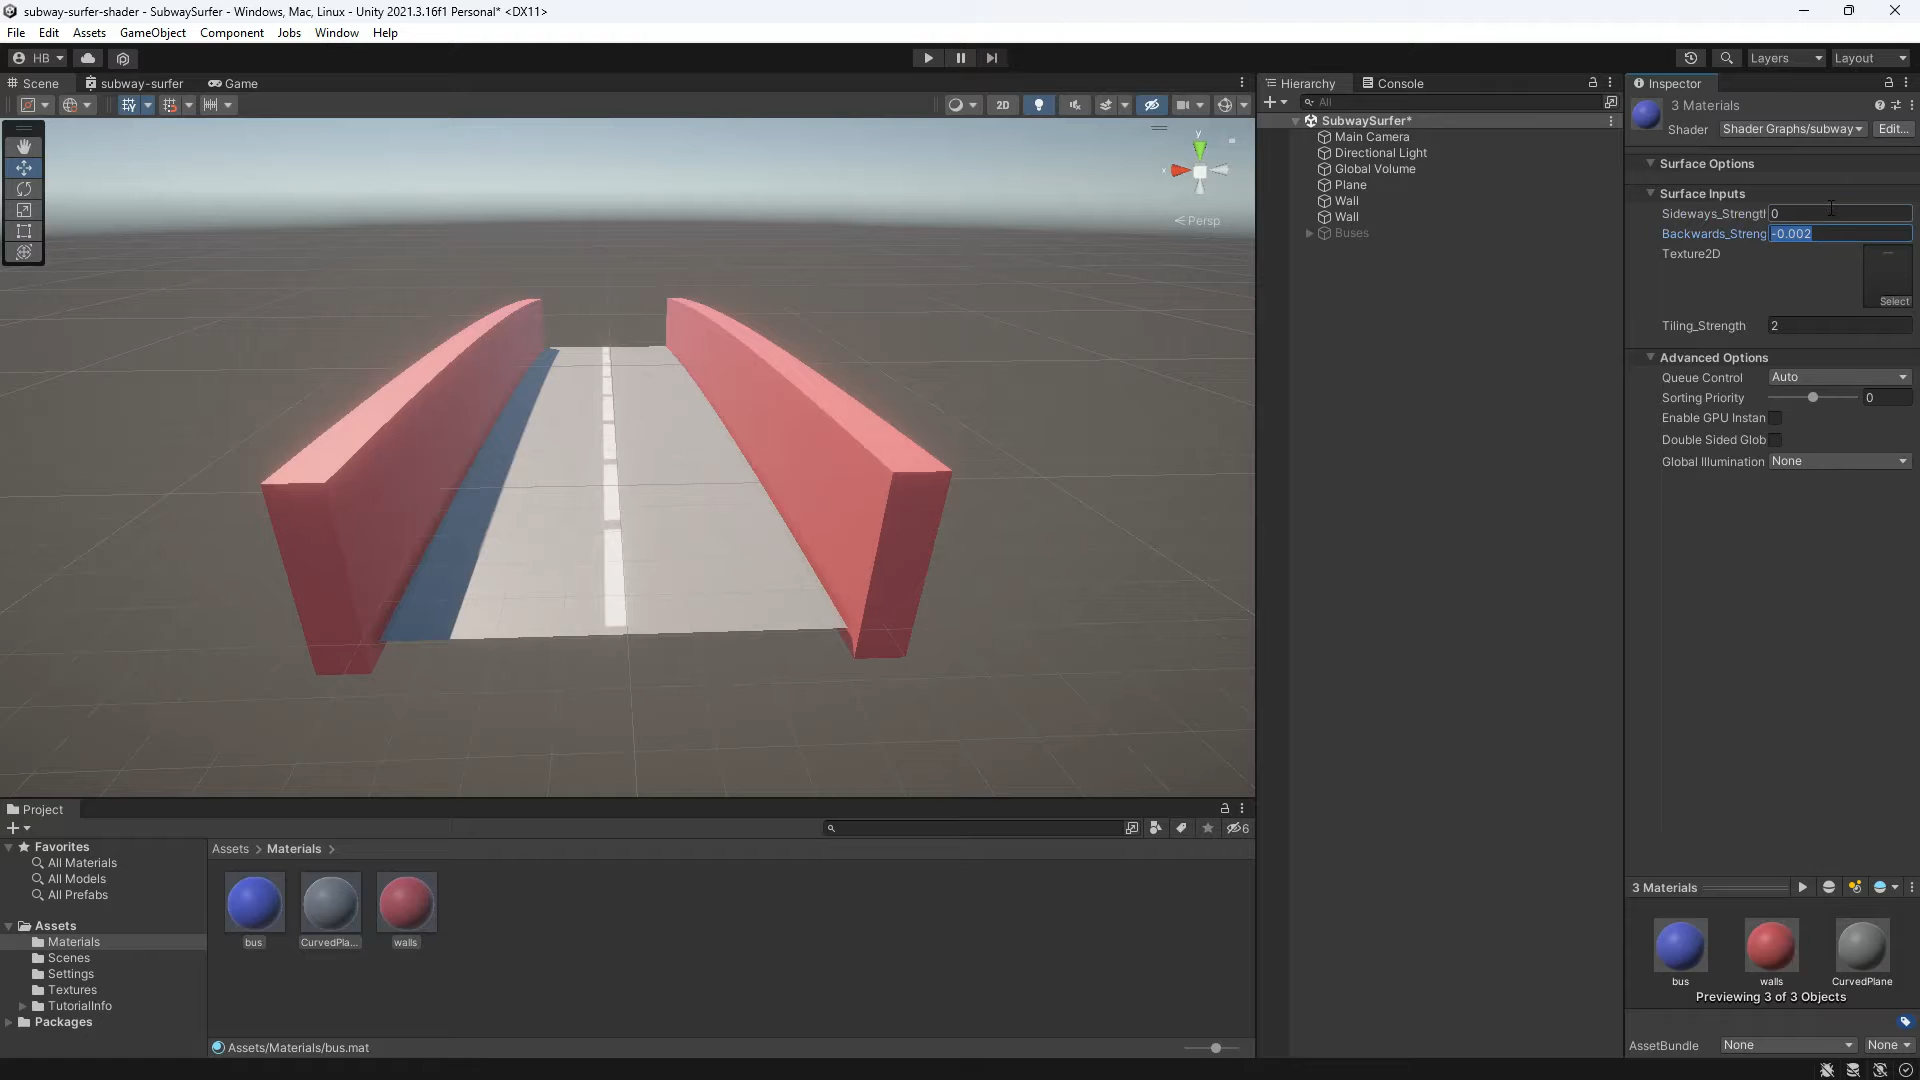 subway-surfer-shader - SubwaySurfer - Windows, Mac, Linux - Unity 2021.3.16f1 Personal* <DX11>
File Edit Assets GameObject Component Jobs Window Help
HB Layers Layout
Scene subway-surfer Game
2D
y
x
Persp
Hierarchy Console
All
SubwaySurfer*
Main Camera
Directional Light
Global Volume
Plane
Wall
Wall
Buses
Inspector
3 Materials
Shader Shader Graphs/subway Edit...
Surface Options
Surface Inputs
Sideways_Strengt 0
Backwards_Streng -0.002
Texture2D
Select
Tiling_Strength 2
Advanced Options
Queue Control Auto
Sorting Priority 0
Enable GPU Instan
Double Sided Glob
Global Illumination None
Project
6
Favorites
All Materials
All Models
All Prefabs
Assets
Materials
Scenes
Settings
Textures
TutorialInfo
Packages
Assets > Materials >
bus CurvedPla... walls
Assets/Materials/bus.mat
3 Materials
bus walls CurvedPlane
Previewing 3 of 3 Objects
AssetBundle None None